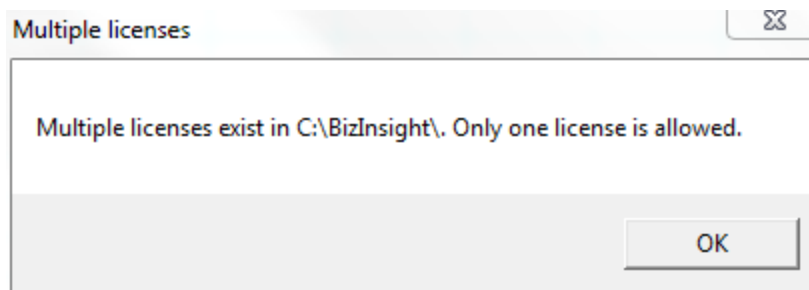 Multiple licenses
Multiple licenses exist in C:\BizInsight\. Only one license is allowed.
OK